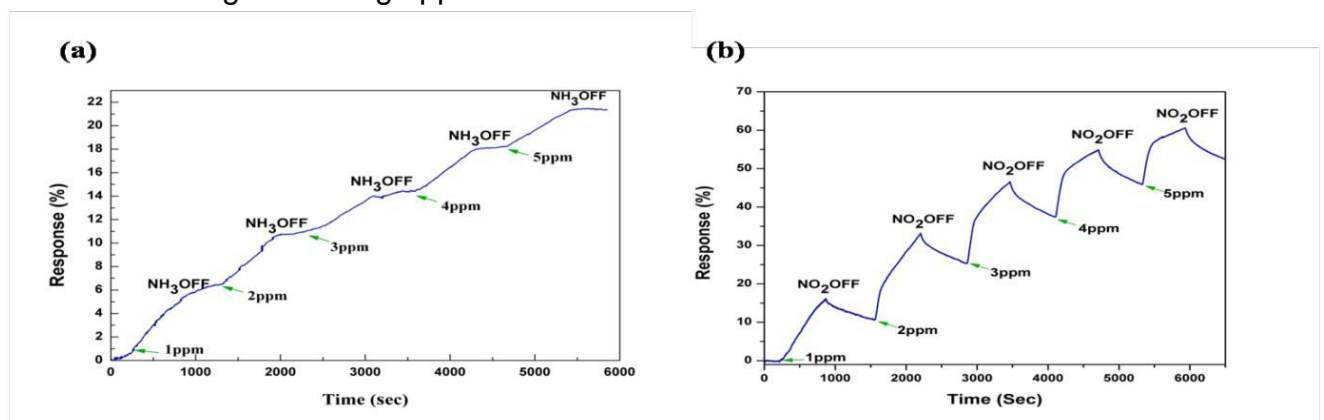 (a)
22
20
18
16
14
12
10
8
6
4
2
0
Response (%)
NH3OFF
NH3OFF
NH3OFF
NH3OFF
NH3OFF
1ppm
2ppm
3ppm
4ppm
5ppm
0 1000 2000 3000 4000 5000 6000
Time (sec)
(b)
70
60
50
40
30
20
10
0
Response (%)
NO2OFF
NO2OFF
NO2OFF
NO2OFF
NO2OFF
1ppm
2ppm
3ppm
4ppm
5ppm
0 1000 2000 3000 4000 5000 6000
Time (Sec)